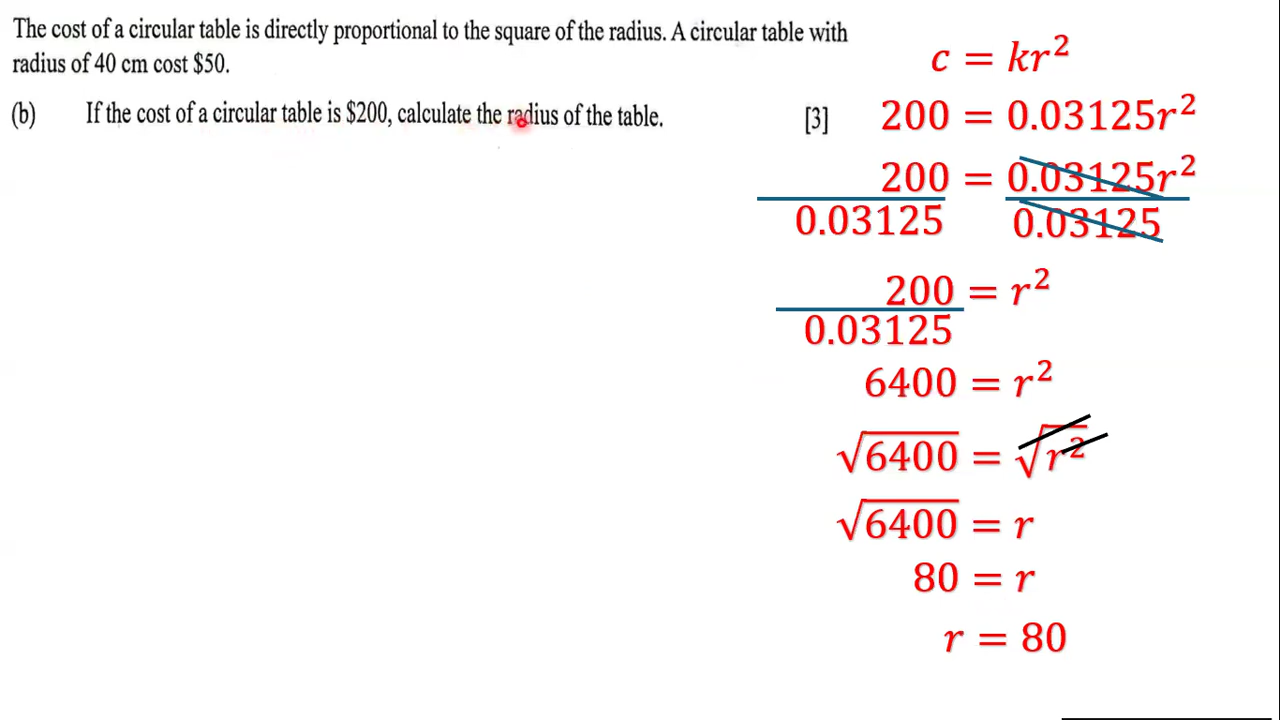 The cost of a circular table is directly proportional to the square of the radius. A circular table with
radius of 40 cm cost $50.
(b) If the cost of a circular table is $200, calculate the radius of the table. [3]
c = kr²
200 = 0.03125r²
200 = 0.03125r²
0.03125 0.03125
200 = r²
0.03125
6400 = r²
√6400 = √r²
√6400 = r
80 = r
r = 80